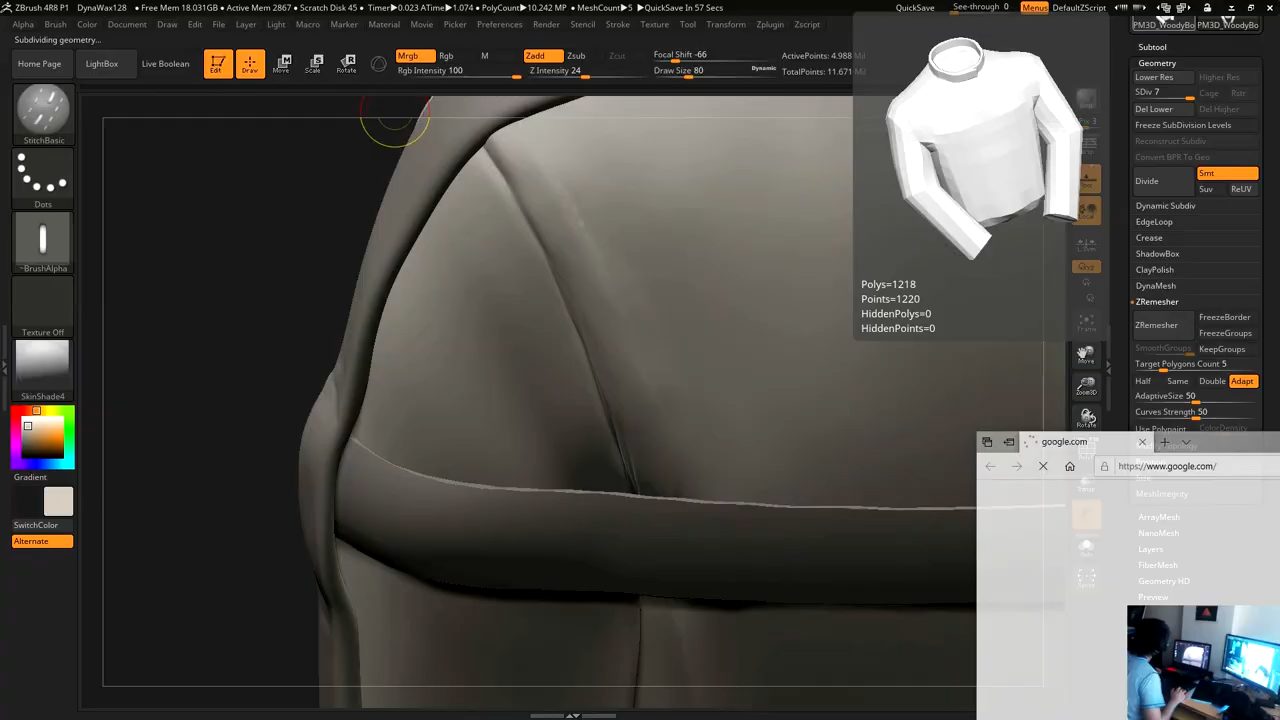 ZBrush 4R8 P1 DynaWax128 • Free Mem 18.031GB • Active Mem 2867 • Scratch Disk 45 • Timer▸0.023 ATime▸1.074 • PolyCount▸10.242 MP • MeshCount▸5 • QuickSave In 57 Secs QuickSave See-through 0 Menus DefaultZScript
Alpha Brush Color Document Draw Edit File Layer Light Macro Marker Material Movie Picker Preferences Render Stencil Stroke Texture Tool Transform Zplugin Zscript
Subdividing geometry...
Home Page
LightBox
Live Boolean
Edit
Draw
Move
Scale
Rotate
Mrgb Rgb M
Rgb Intensity 100
Zadd Zsub Zcut
Z Intensity 24
Focal Shift -66
Draw Size 80 Dynamic
ActivePoints: 4.988 Mil
TotalPoints: 11.671
StitchBasic
Dots
~BrushAlpha
Texture Off
SkinShade4
Gradient
SwitchColor
Alternate
Polys=1218
Points=1220
HiddenPolys=0
HiddenPoints=0
Local
Frame
Move
Zoom3D
Rotate
PM3D_WoodyBo PM3D_WoodyBo
Subtool
Geometry
Lower Res Higher Res
SDiv 7 Cage Rstr
Del Lower Del Higher
Freeze SubDivision Levels
Reconstruct Subdiv
Convert BPR To Geo
Divide
Smt
Suv ReUV
Dynamic Subdiv
EdgeLoop
Crease
ShadowBox
ClayPolish
DynaMesh
ZRemesher
ZRemesher
FreezeBorder
FreezeGroups
SmoothGroups KeepGroups
Target Polygons Count 5
Half Same Double Adapt
AdaptiveSize 50
Curves Strength 50
Use Polypaint ColorDensity
google.com
https://www.google.com/
MeshIntegrity
ArrayMesh
NanoMesh
Layers
FiberMesh
Geometry HD
Preview